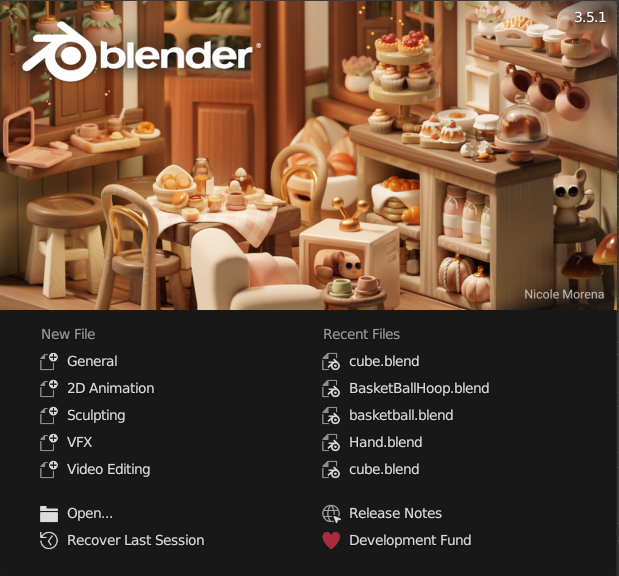 3.5.1
blender®
Nicole Morena
New File
General
2D Animation
Sculpting
VFX
Video Editing
Open...
Recover Last Session
Recent Files
cube.blend
BasketBallHoop.blend
basketball.blend
Hand.blend
cube.blend
Release Notes
Development Fund